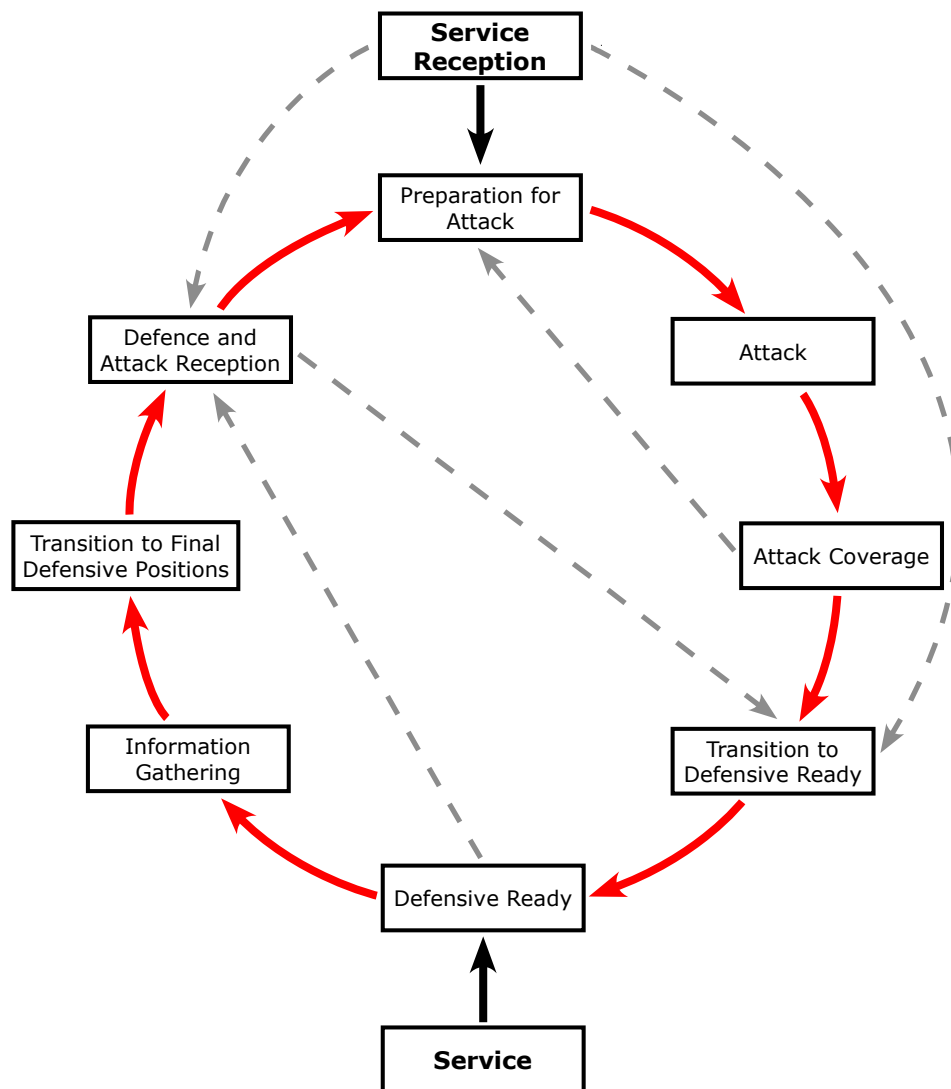 Service
Reception
Preparation for
Attack
Defence and
Attack Reception
Attack
Transition to Final
Defensive Positions
Attack Coverage
Information
Gathering
Transition to
Defensive Ready
Defensive Ready
Service